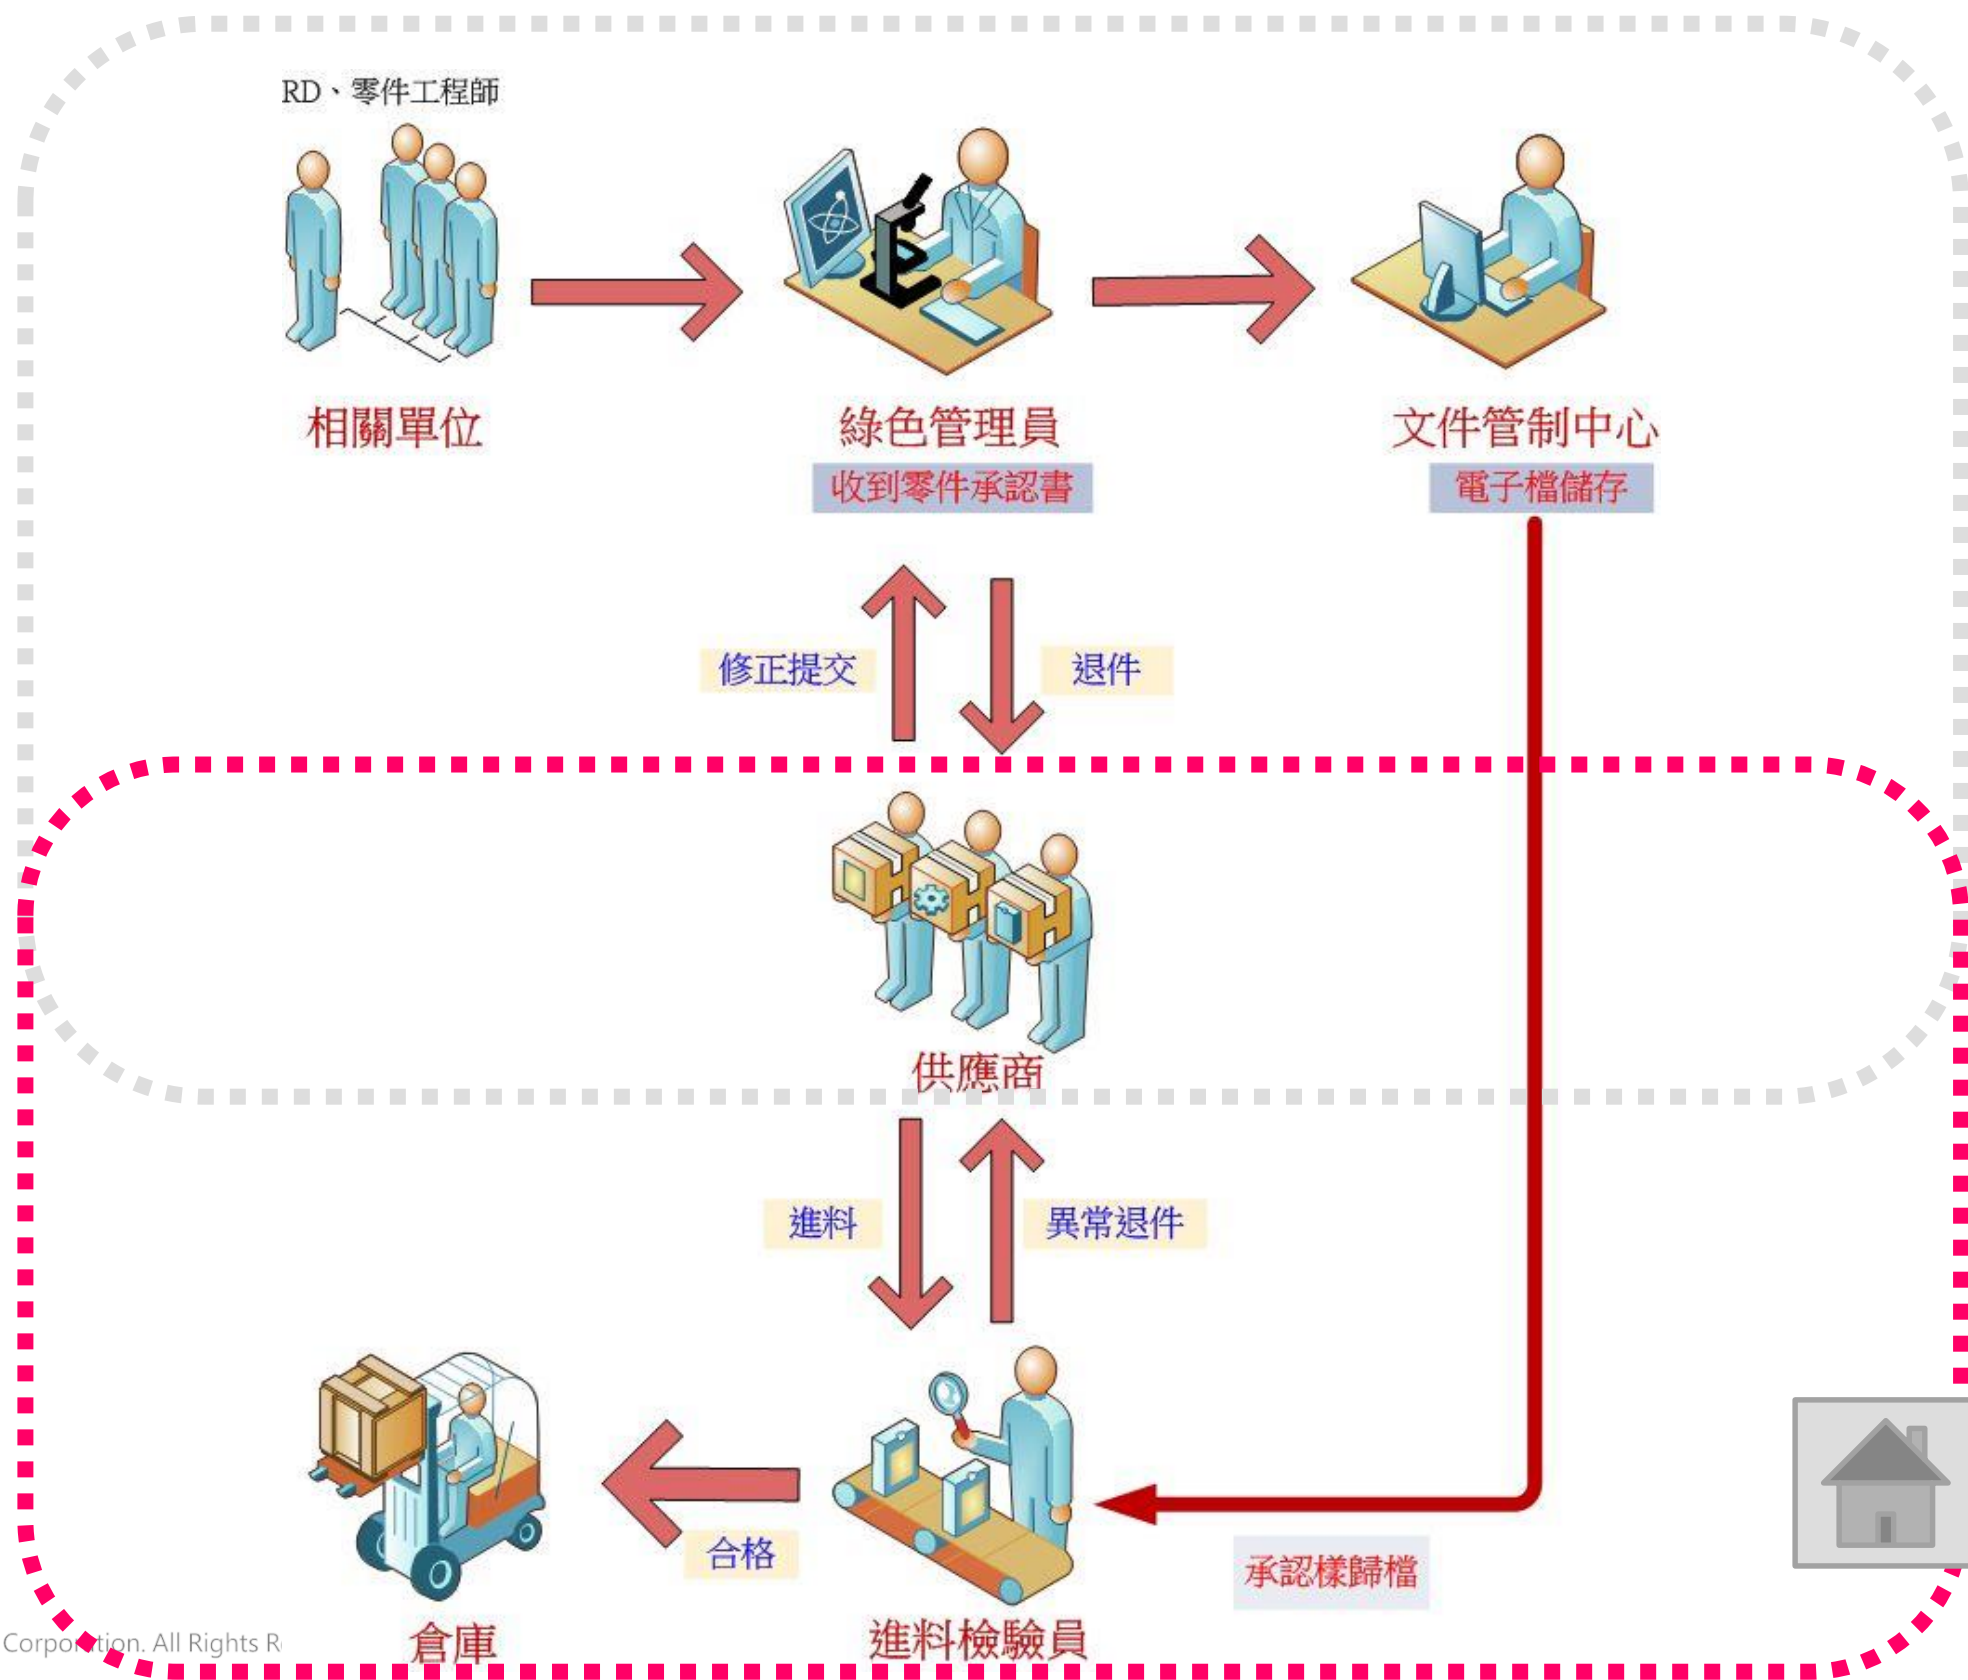 RD、零件工程師
相關單位
綠色管理員
文件管制中心
收到零件承認書
電子檔儲存
修正提交
退件
供應商
進料
異常退件
合格
承認樣歸檔
倉庫
進料檢驗員
Corporation. All Rights R